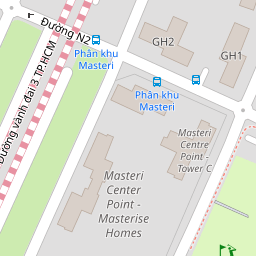 Đường N2
Phân khu
Masteri
GH2
GH1
Phân khu
Masteri
Đường vành đai 3 TP.HCM
Masteri
Centre
Point -
Tower C
Masteri
Center
Point -
Masterise
Homes